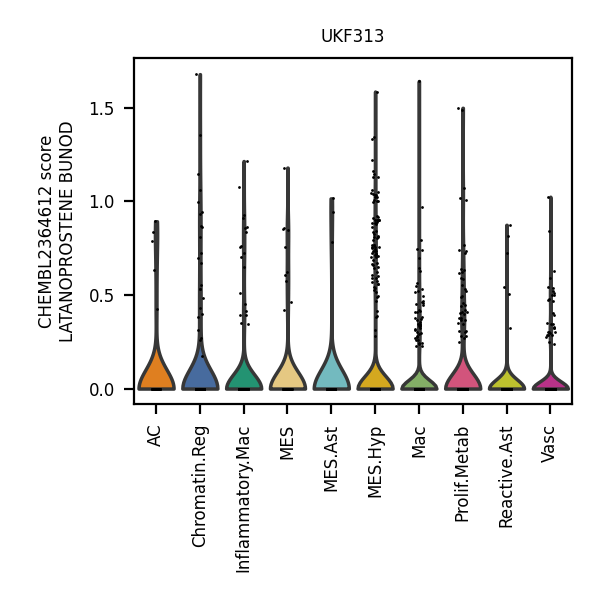 UKF313
CHEMBL2364612 score
LATANOPROSTENE BUNOD
1.5
1.0
0.5
0.0
AC
Chromatin.Reg
Inflammatory.Mac
MES
MES.Ast
MES.Hyp
Mac
Prolif.Metab
Reactive.Ast
Vasc